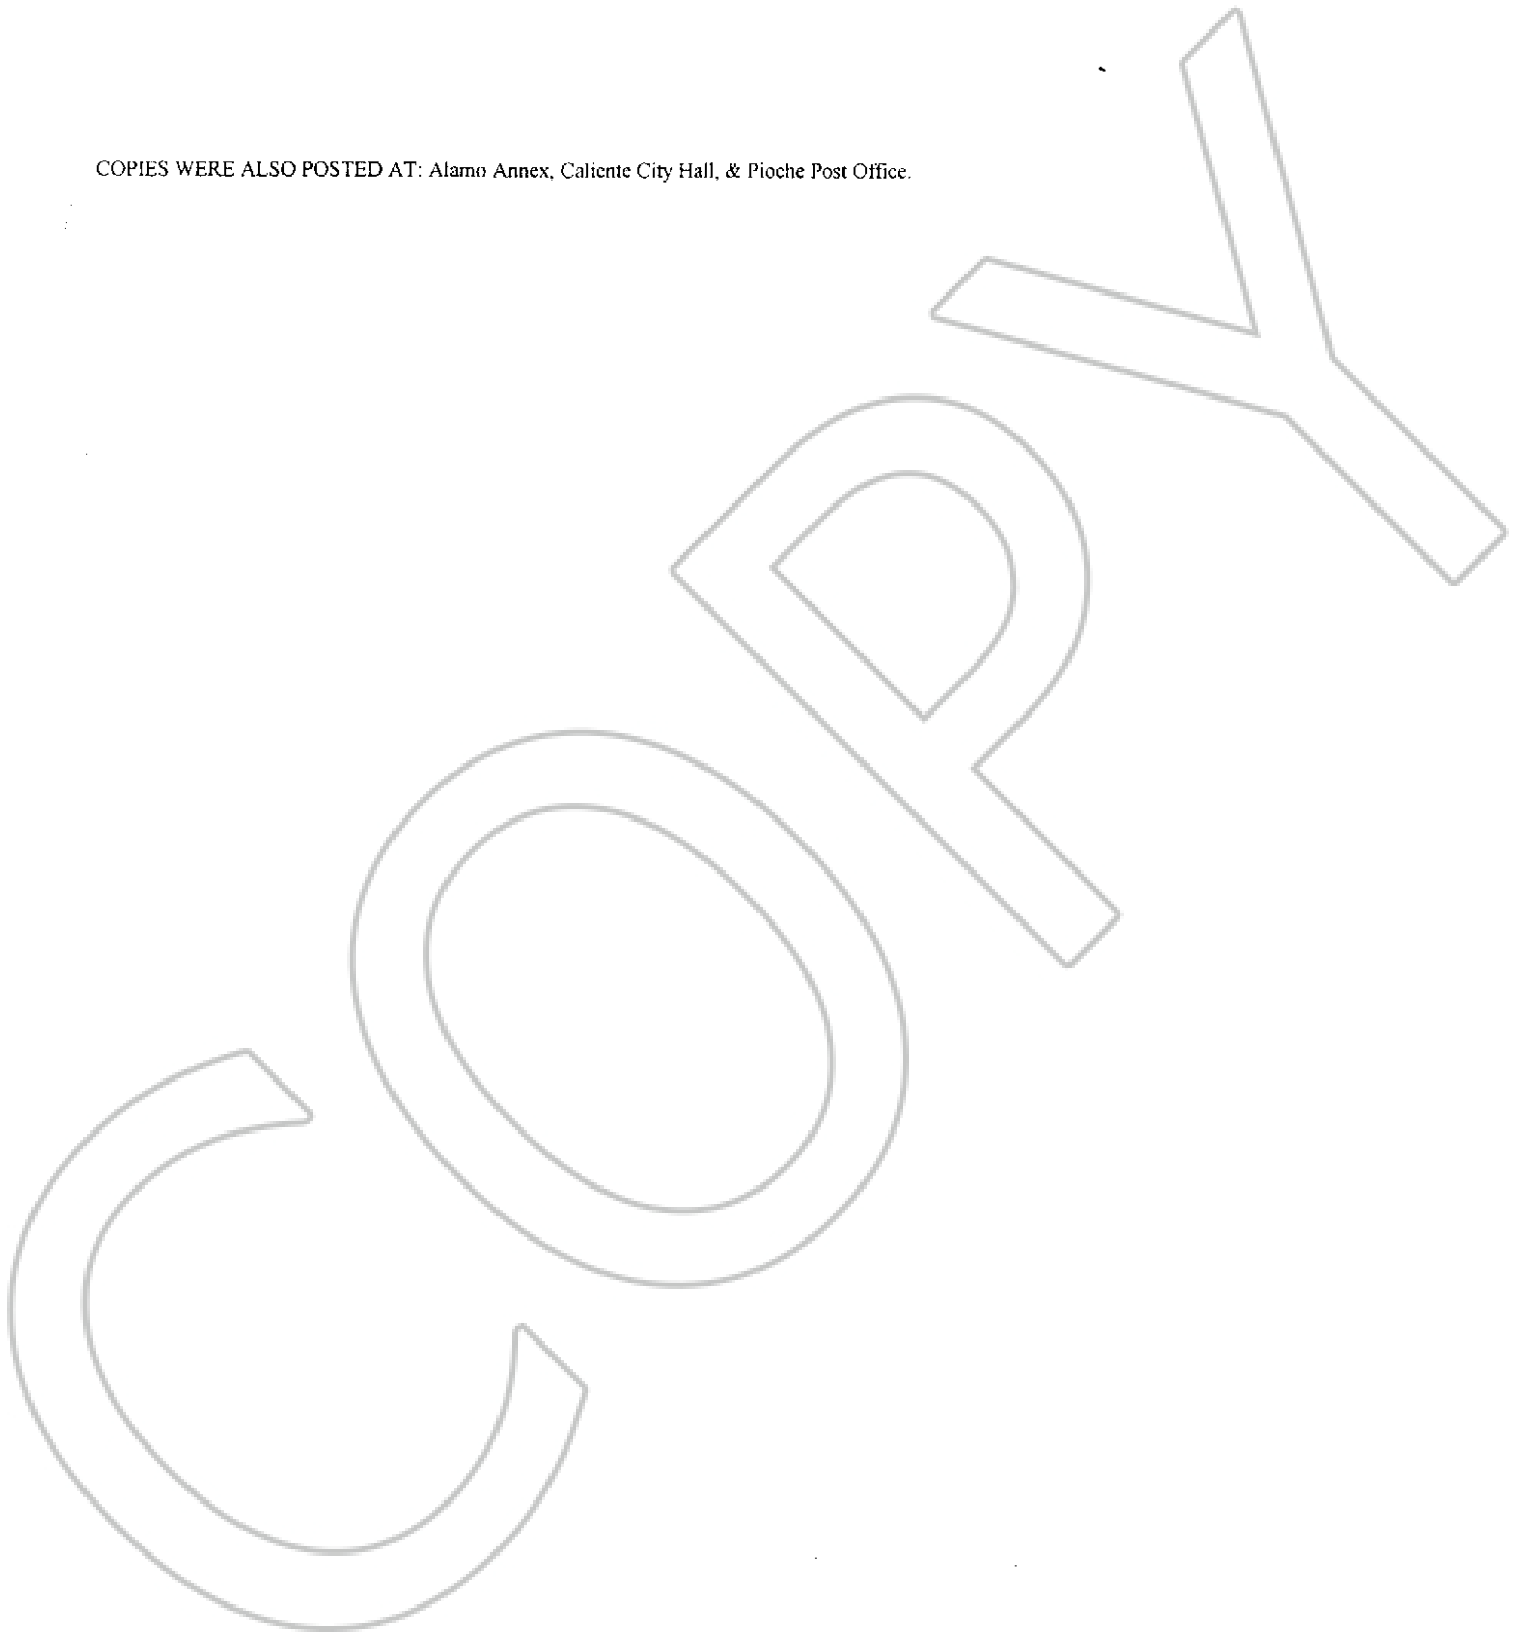 COPIES WERE ALSO POSTED AT: Alamo Annex, Caliente City Hall, & Pioche Post Office.
COPY